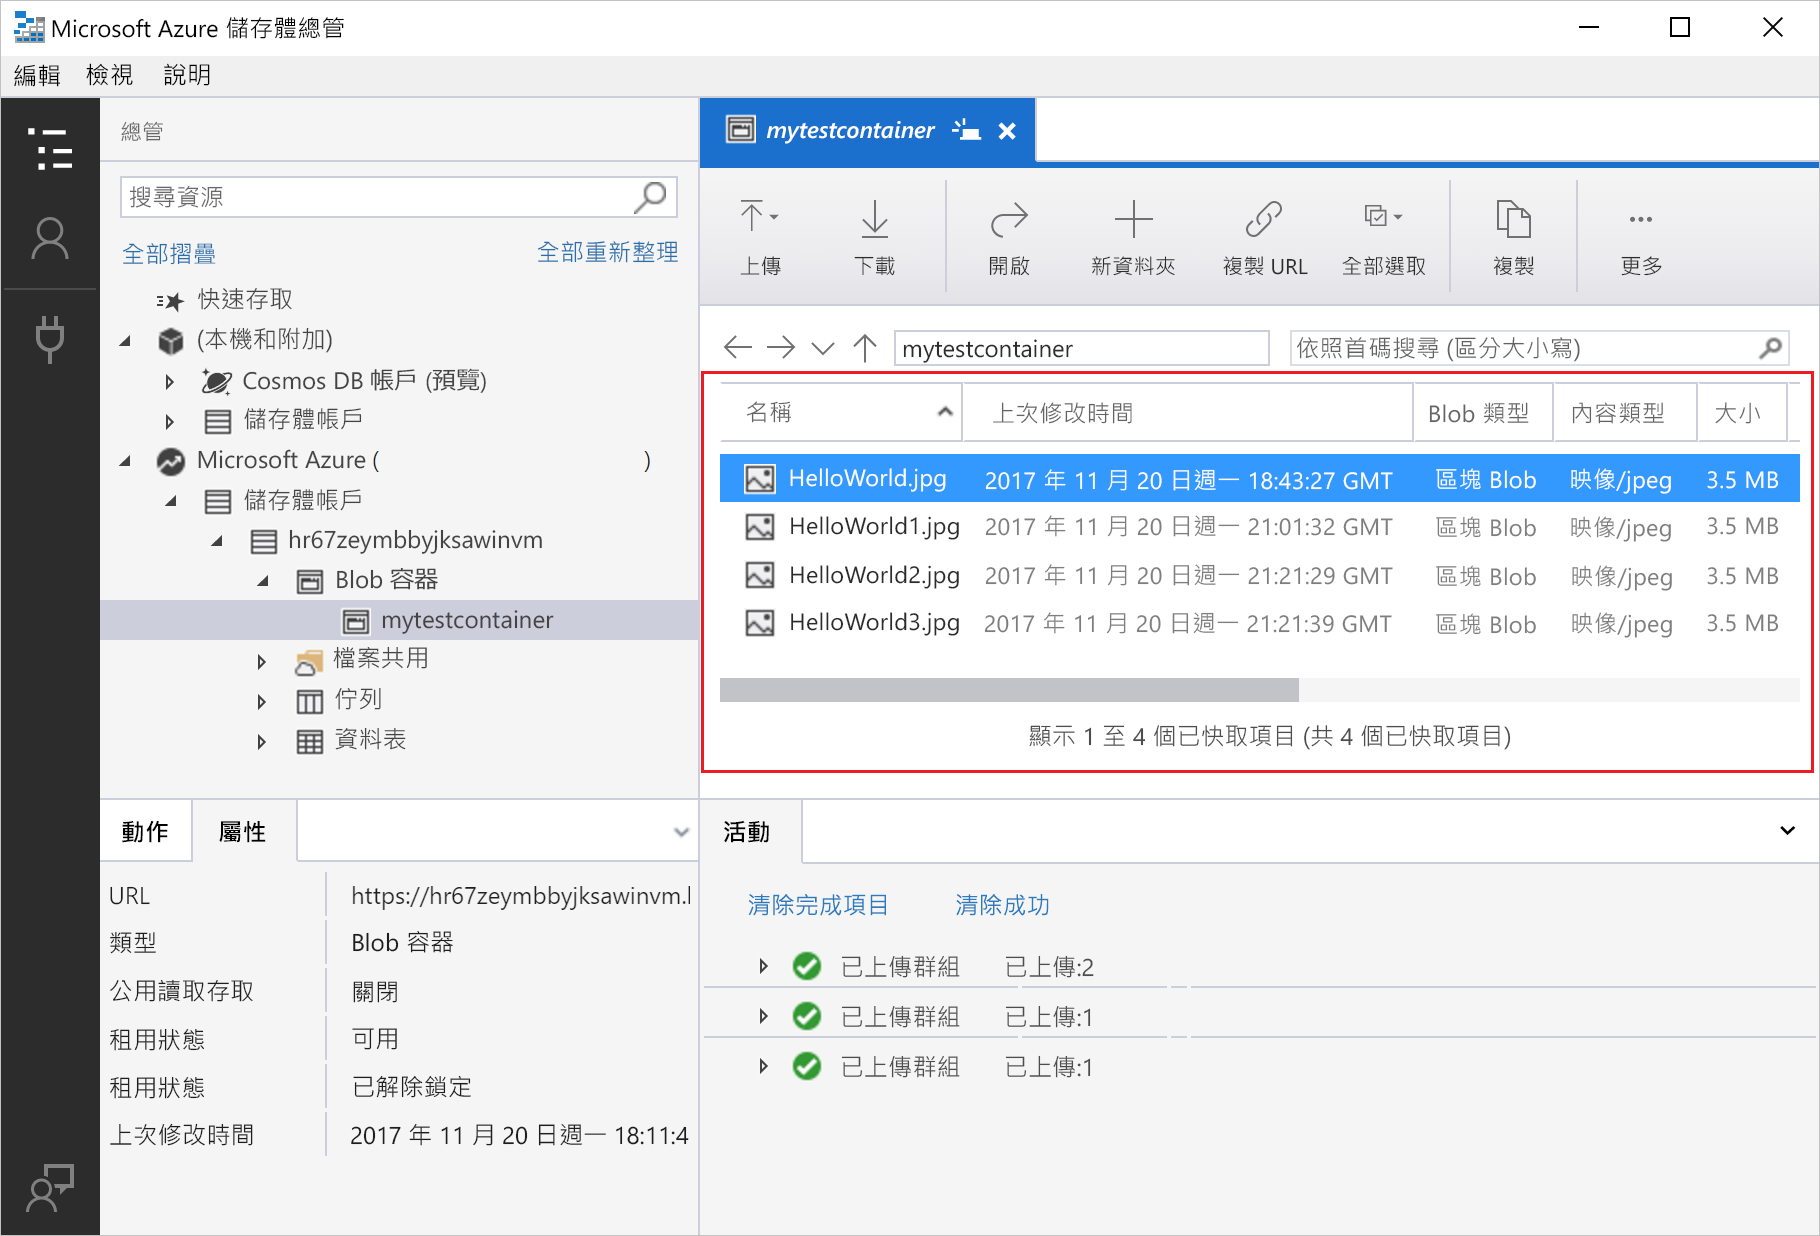 Microsoft Azure 儲存體總管
編輯 檢視 說明
總管
搜尋資源
全部摺疊 全部重新整理
快速存取
(本機和附加)
Cosmos DB 帳戶 (預覽)
儲存體帳戶
Microsoft Azure ( )
儲存體帳戶
hr67zeymbbyjksawinvm
Blob 容器
mytestcontainer
檔案共用
佇列
資料表
動作 屬性
URL https://hr67zeymbbyjksawinvm.l
類型 Blob 容器
公用讀取存取 關閉
租用狀態 可用
租用狀態 已解除鎖定
上次修改時間 2017 年 11 月 20 日週一 18:11:4
mytestcontainer
上傳 下載 開啟 新資料夾 複製 URL 全部選取 複製 更多
mytestcontainer 依照首碼搜尋 (區分大小寫)
名稱 上次修改時間 Blob 類型 內容類型 大小
HelloWorld.jpg 2017 年 11 月 20 日週一 18:43:27 GMT 區塊 Blob 映像/jpeg 3.5 MB
HelloWorld1.jpg 2017 年 11 月 20 日週一 21:01:32 GMT 區塊 Blob 映像/jpeg 3.5 MB
HelloWorld2.jpg 2017 年 11 月 20 日週一 21:21:29 GMT 區塊 Blob 映像/jpeg 3.5 MB
HelloWorld3.jpg 2017 年 11 月 20 日週一 21:21:39 GMT 區塊 Blob 映像/jpeg 3.5 MB
顯示 1 至 4 個已快取項目 (共 4 個已快取項目)
活動
清除完成項目 清除成功
已上傳群組 已上傳:2
已上傳群組 已上傳:1
已上傳群組 已上傳:1